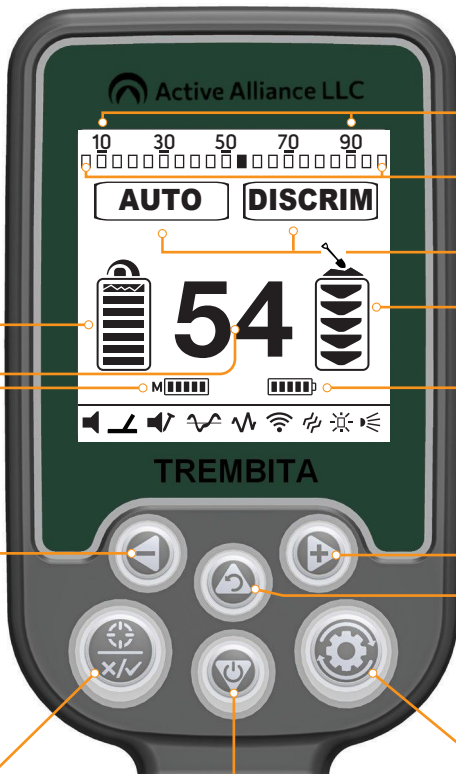 Active Alliance LLC
10 30 50 70 90
AUTO DISCRIM
54
M
TREMBITA